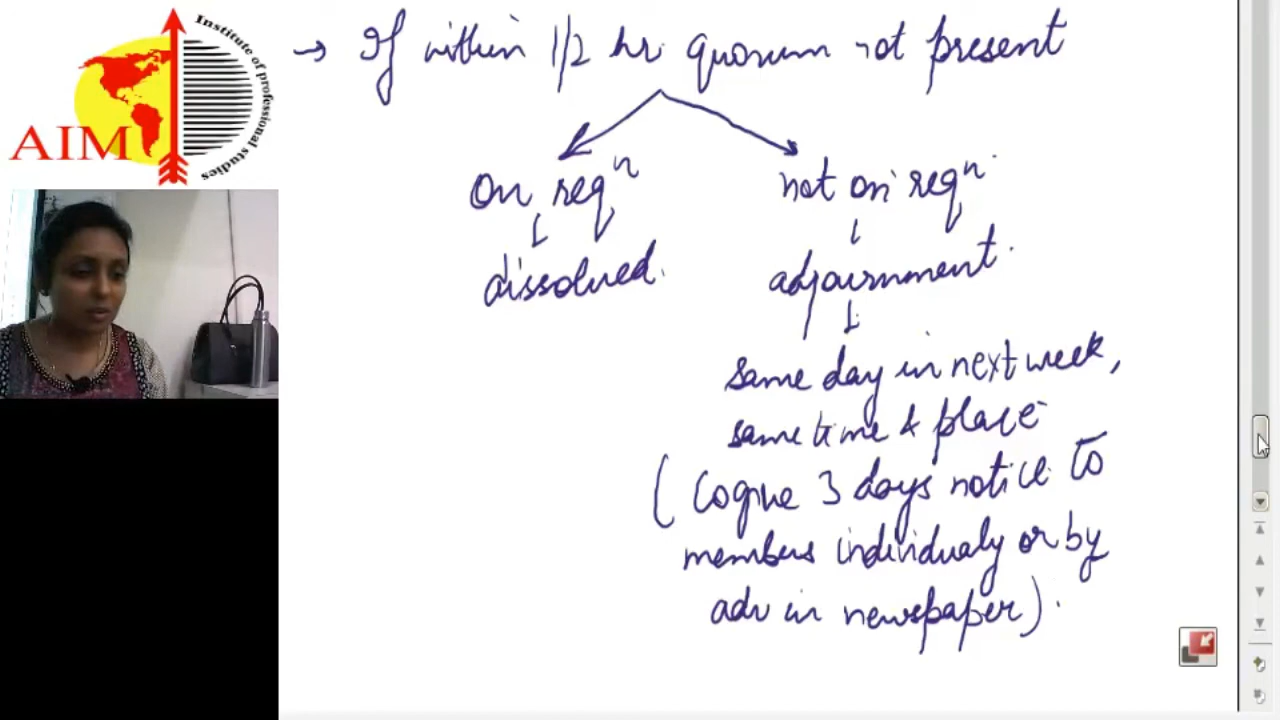 Institute of professional studies
AIM
→ If within 1/2 hr quorum not present
on reqⁿ
not on reqⁿ
dissolved.
adjournment.
same day in next week,
same time & place
( Co give 3 days notice to
members individualy or by
adv in newspaper).